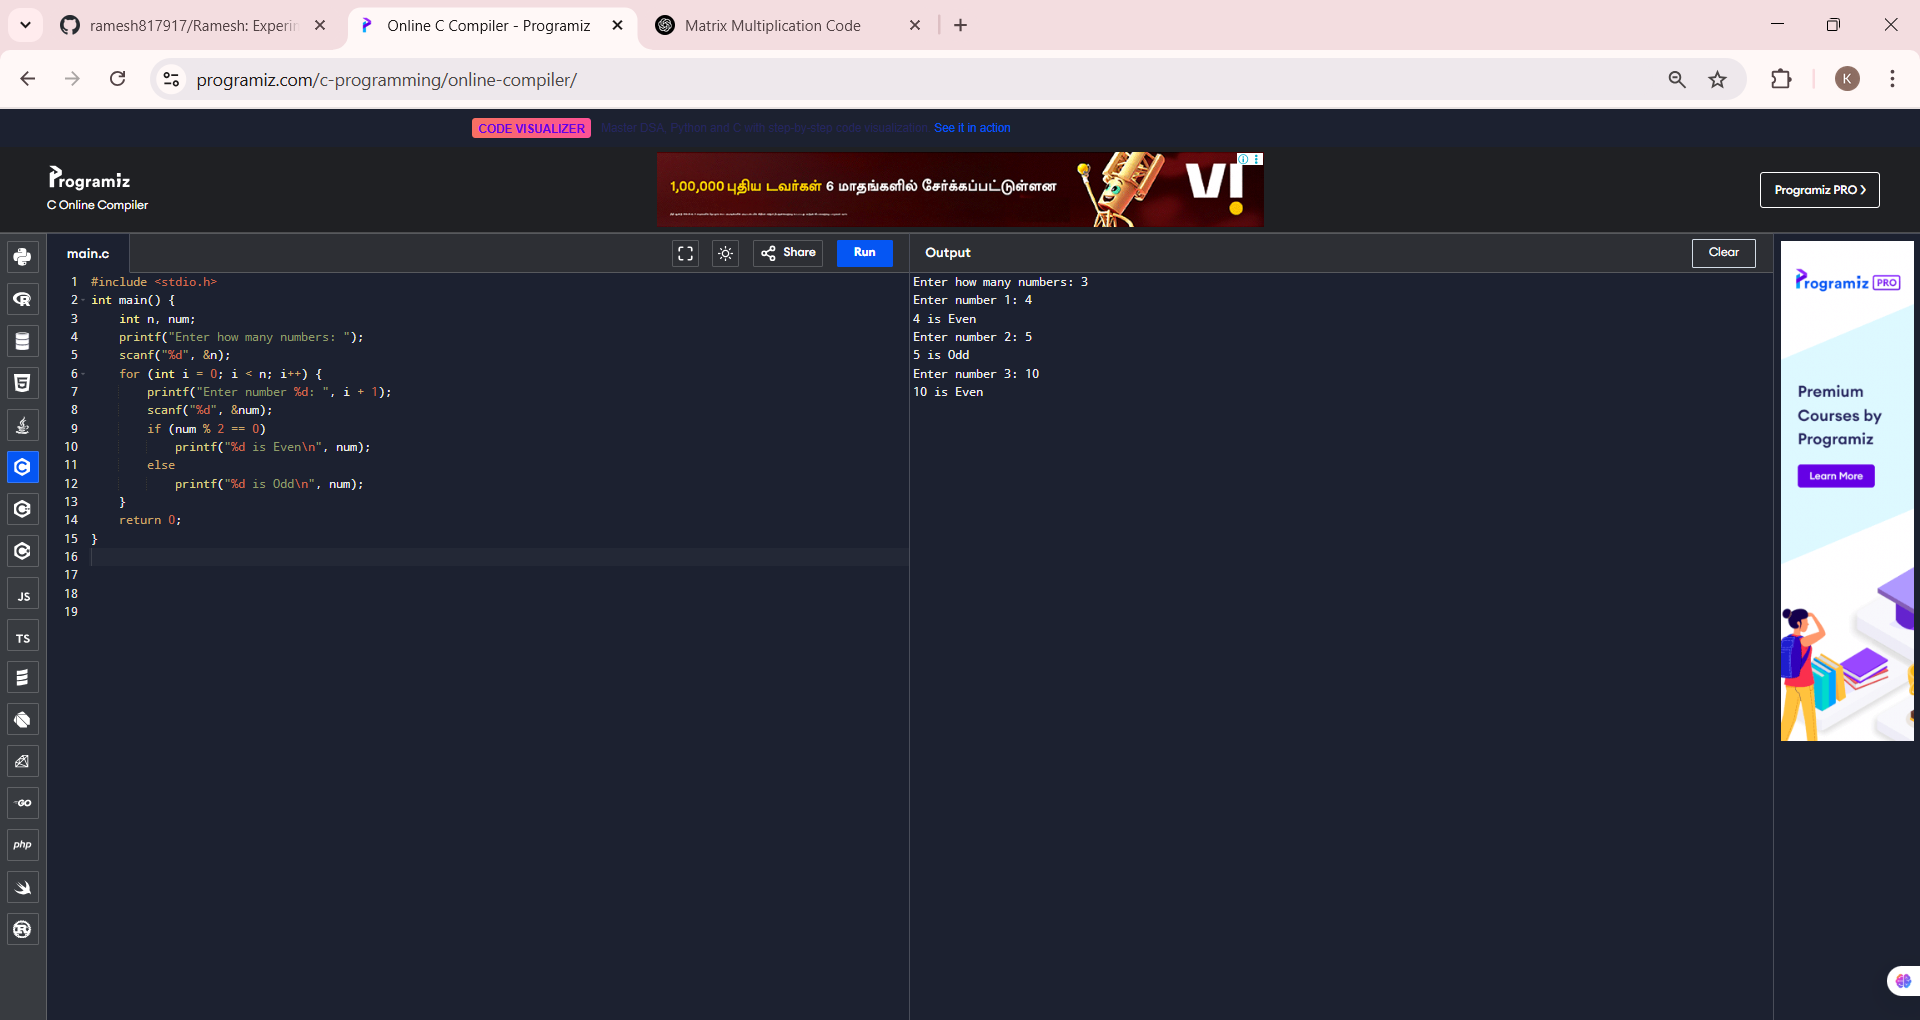 ramesh817917/Ramesh: Experin
Online C Compiler - Programiz
Matrix Multiplication Code
programiz.com/c-programming/online-compiler/
K
CODE VISUALIZER Master DSA, Python and C with step-by-step code visualization. See it in action
Programiz
C Online Compiler
1,00,000 புதிய டவர்கள் 6 மாதங்களில் சேர்க்கப்பட்டுள்ளன
VI
Programiz PRO
main.c
Share
Run
Output
Clear
1 #include <stdio.h>
2 int main() {
3 int n, num;
4 printf("Enter how many numbers: ");
5 scanf("%d", &n);
6 for (int i = 0; i < n; i++) {
7 printf("Enter number %d: ", i + 1);
8 scanf("%d", &num);
9 if (num % 2 == 0)
10 printf("%d is Even\n", num);
11 else
12 printf("%d is Odd\n", num);
13 }
14 return 0;
15 }
16
17
18
19
Enter how many numbers: 3
Enter number 1: 4
4 is Even
Enter number 2: 5
5 is Odd
Enter number 3: 10
10 is Even
Programiz PRO
Premium
Courses by
Programiz
Learn More
JS
TS
GO
php